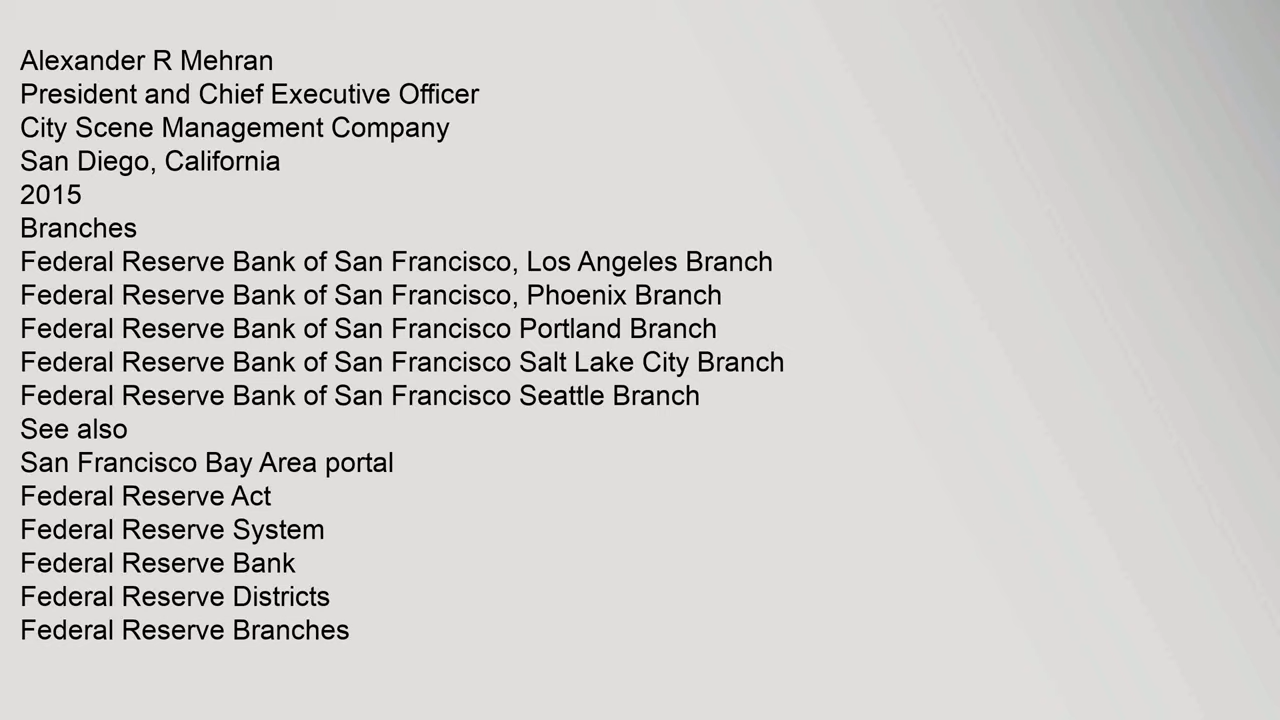 Alexander R Mehran
President and Chief Executive Officer
City Scene Management Company
San Diego, California
2015
Branches
Federal Reserve Bank of San Francisco, Los Angeles Branch
Federal Reserve Bank of San Francisco, Phoenix Branch
Federal Reserve Bank of San Francisco Portland Branch
Federal Reserve Bank of San Francisco Salt Lake City Branch
Federal Reserve Bank of San Francisco Seattle Branch
See also
San Francisco Bay Area portal
Federal Reserve Act
Federal Reserve System
Federal Reserve Bank
Federal Reserve Districts
Federal Reserve Branches